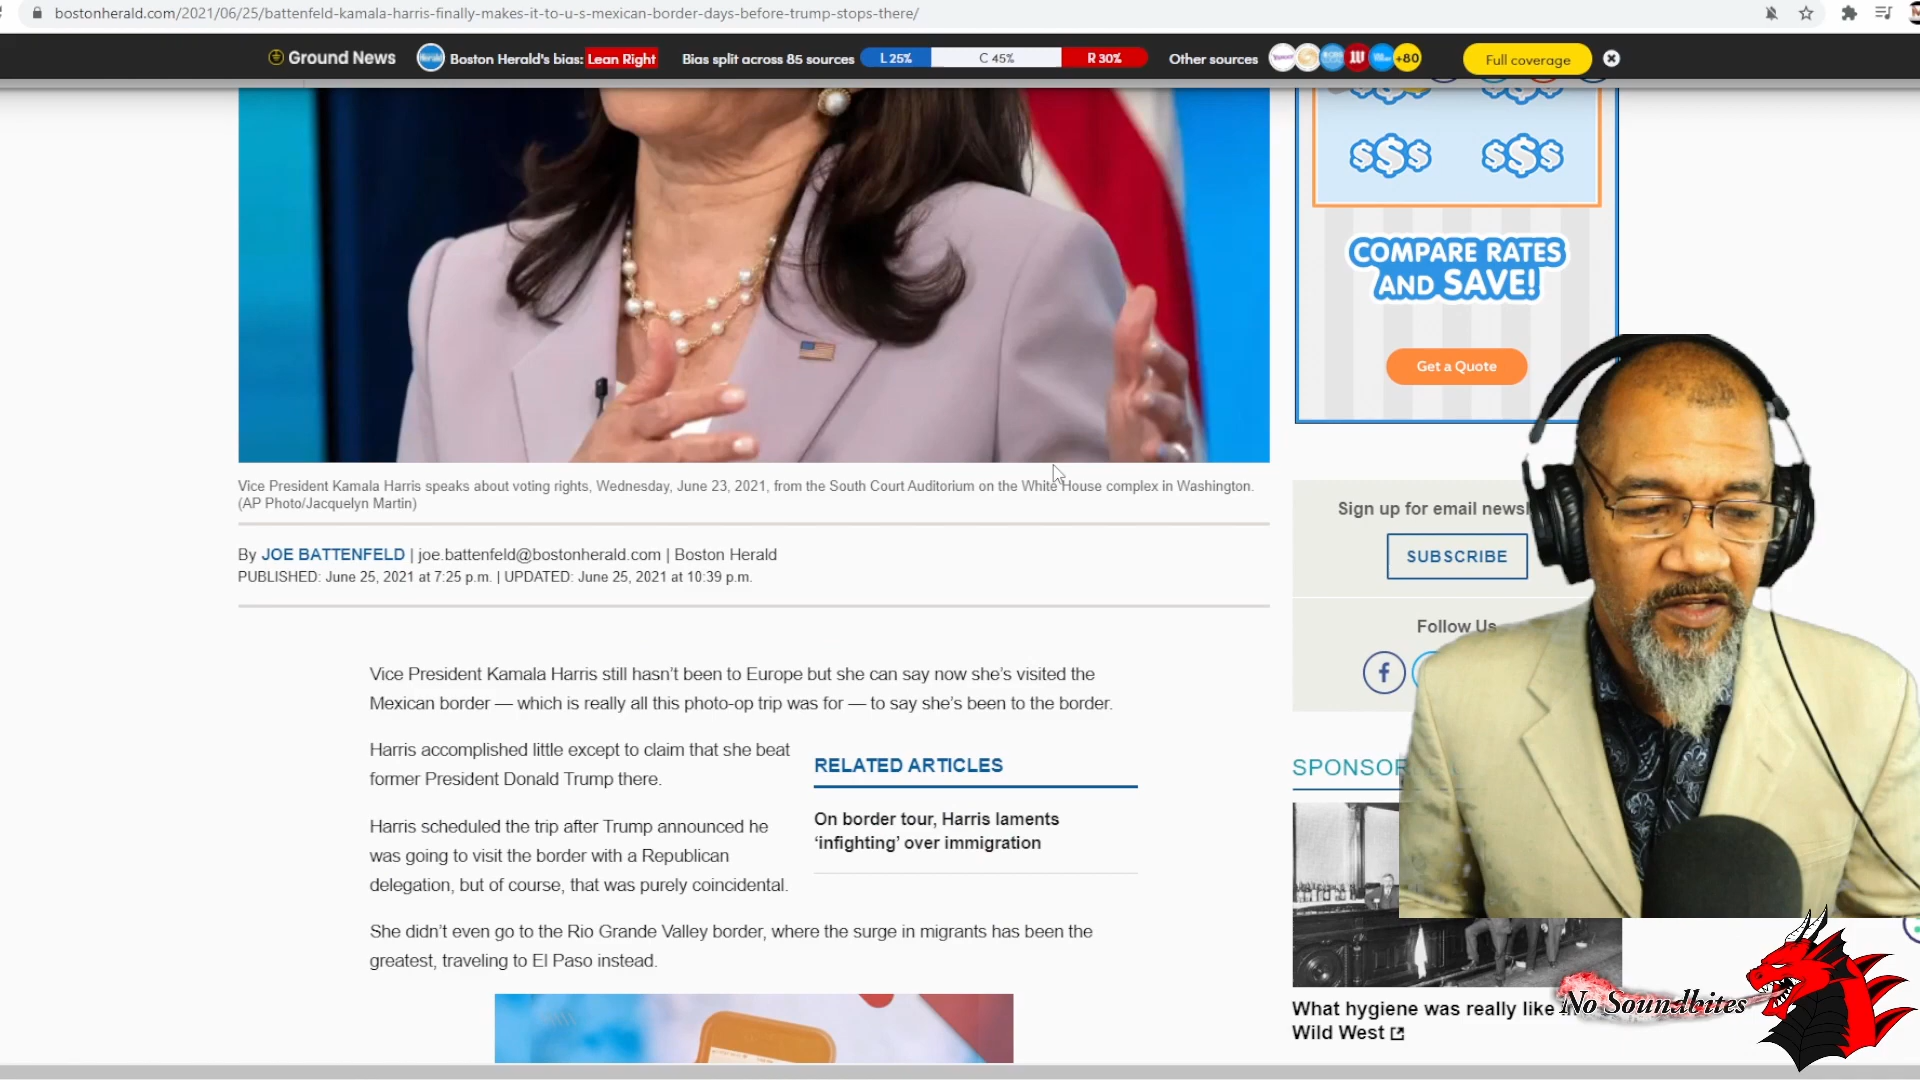 bostonherald.com/2021/06/25/battenfeld-kamala-harris-finally-makes-it-to-u-s-mexican-border-days-before-trump-stops-there/
Ground News
Boston Herald's bias: Lean Right
Bias split across 85 sources
L 25%
C 45%
R 30%
Other sources
+80
Full coverage
$$$ $$$
COMPARE RATES
AND SAVE!
Get a Quote
Vice President Kamala Harris speaks about voting rights, Wednesday, June 23, 2021, from the South Court Auditorium on the White House complex in Washington.
(AP Photo/Jacquelyn Martin)
By JOE BATTENFELD | joe.battenfeld@bostonherald.com | Boston Herald
PUBLISHED: June 25, 2021 at 7:25 p.m. | UPDATED: June 25, 2021 at 10:39 p.m.
Sign up for email
SUBSCRIBE
Follow Us
Vice President Kamala Harris still hasn't been to Europe but she can say now she's visited the
Mexican border — which is really all this photo-op trip was for — to say she's been to the border.
Harris accomplished little except to claim that she beat
former President Donald Trump there.
Harris scheduled the trip after Trump announced he
was going to visit the border with a Republican
delegation, but of course, that was purely coincidental.
She didn't even go to the Rio Grande Valley border, where the surge in migrants has been the
greatest, traveling to El Paso instead.
RELATED ARTICLES
On border tour, Harris laments
‘infighting’ over immigration
SPONSOR
What hygiene was really like
Wild West
No Soundbites